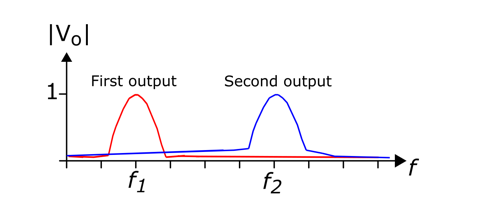 |Vo|
First output Second output
1
f1 f2 f